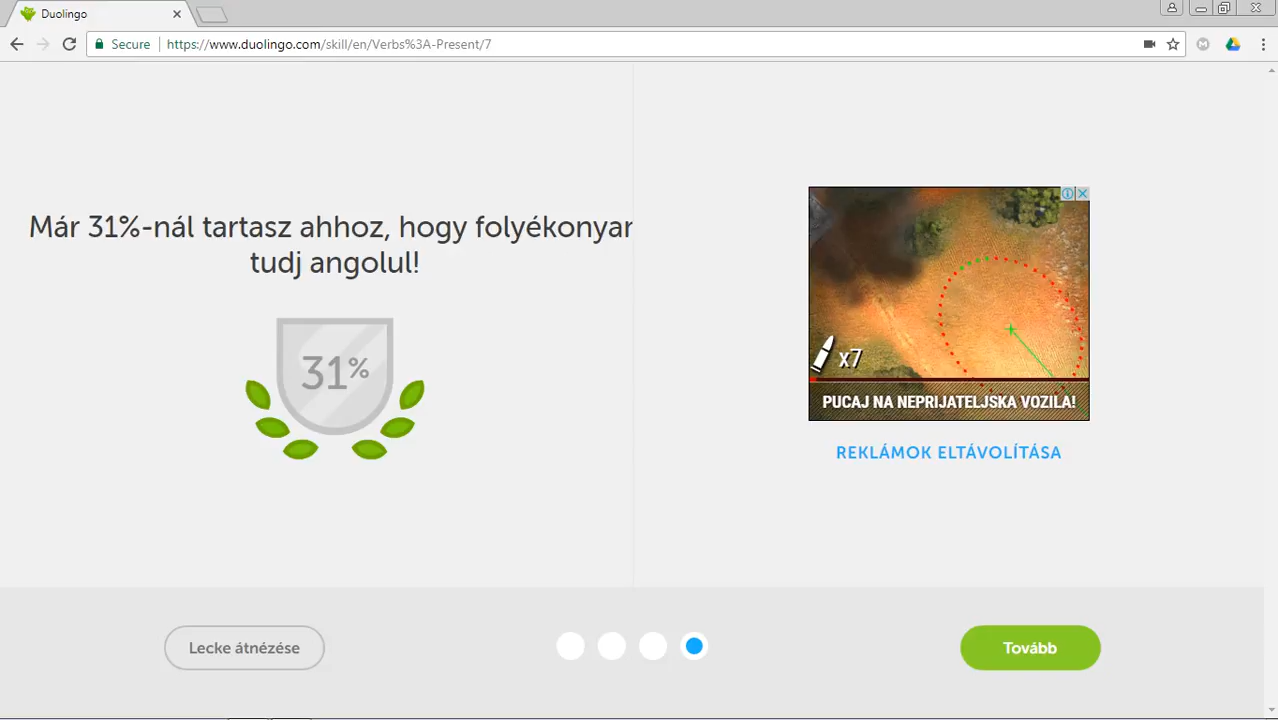 Duolingo
Secure
https://www.duolingo.com/skill/en/Verbs%3A-Present/7
Már 31%-nál tartasz ahhoz, hogy folyékonyan
tudj angolul!
31%
x7
PUCAJ NA NEPRIJATELJSKA VOZILA!
REKLÁMOK ELTÁVOLÍTÁSA
Lecke átnézése
Tovább